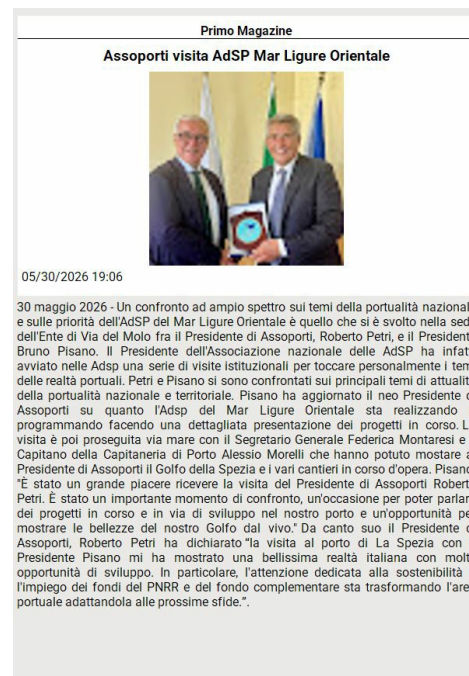 Primo Magazine
Assoporti visita AdSP Mar Ligure Orientale
05/30/2026 19:06
30 maggio 2026 - Un confronto ad ampio spettro sui temi della portualità nazional
e sulle priorità dell'AdSP del Mar Ligure Orientale è quello che si è svolto nella sed
dell'Ente di Via del Molo fra il Presidente di Assoporti, Roberto Petri, e il President
Bruno Pisano. Il Presidente dell'Associazione nazionale delle AdSP ha infat
avviato nelle Adsp una serie di visite istituzionali per toccare personalmente i tem
delle realtà portuali. Petri e Pisano si sono confrontati sui principali temi di attualit
della portualità nazionale e territoriale. Pisano ha aggiornato il neo Presidente d
Assoporti su quanto l'Adsp del Mar Ligure Orientale sta realizzando
programmando facendo una dettagliata presentazione dei progetti in corso. L
visita è poi proseguita via mare con il Segretario Generale Federica Montaresi e
Capitano della Capitaneria di Porto Alessio Morelli che hanno potuto mostrare a
Presidente di Assoporti il Golfo della Spezia e i vari cantieri in corso d'opera. Pisano
"È stato un grande piacere ricevere la visita del Presidente di Assoporti Robert
Petri. È stato un importante momento di confronto, un'occasione per poter parlar
dei progetti in corso e in via di sviluppo nel nostro porto e un'opportunità pe
mostrare le bellezze del nostro Golfo dal vivo." Da canto suo il Presidente d
Assoporti, Roberto Petri ha dichiarato "la visita al porto di La Spezia con
Presidente Pisano mi ha mostrato una bellissima realtà italiana con molt
opportunità di sviluppo. In particolare, l'attenzione dedicata alla sostenibilità
l'impiego dei fondi del PNRR e del fondo complementare sta trasformando l'are
portuale adattandola alle prossime sfide.".